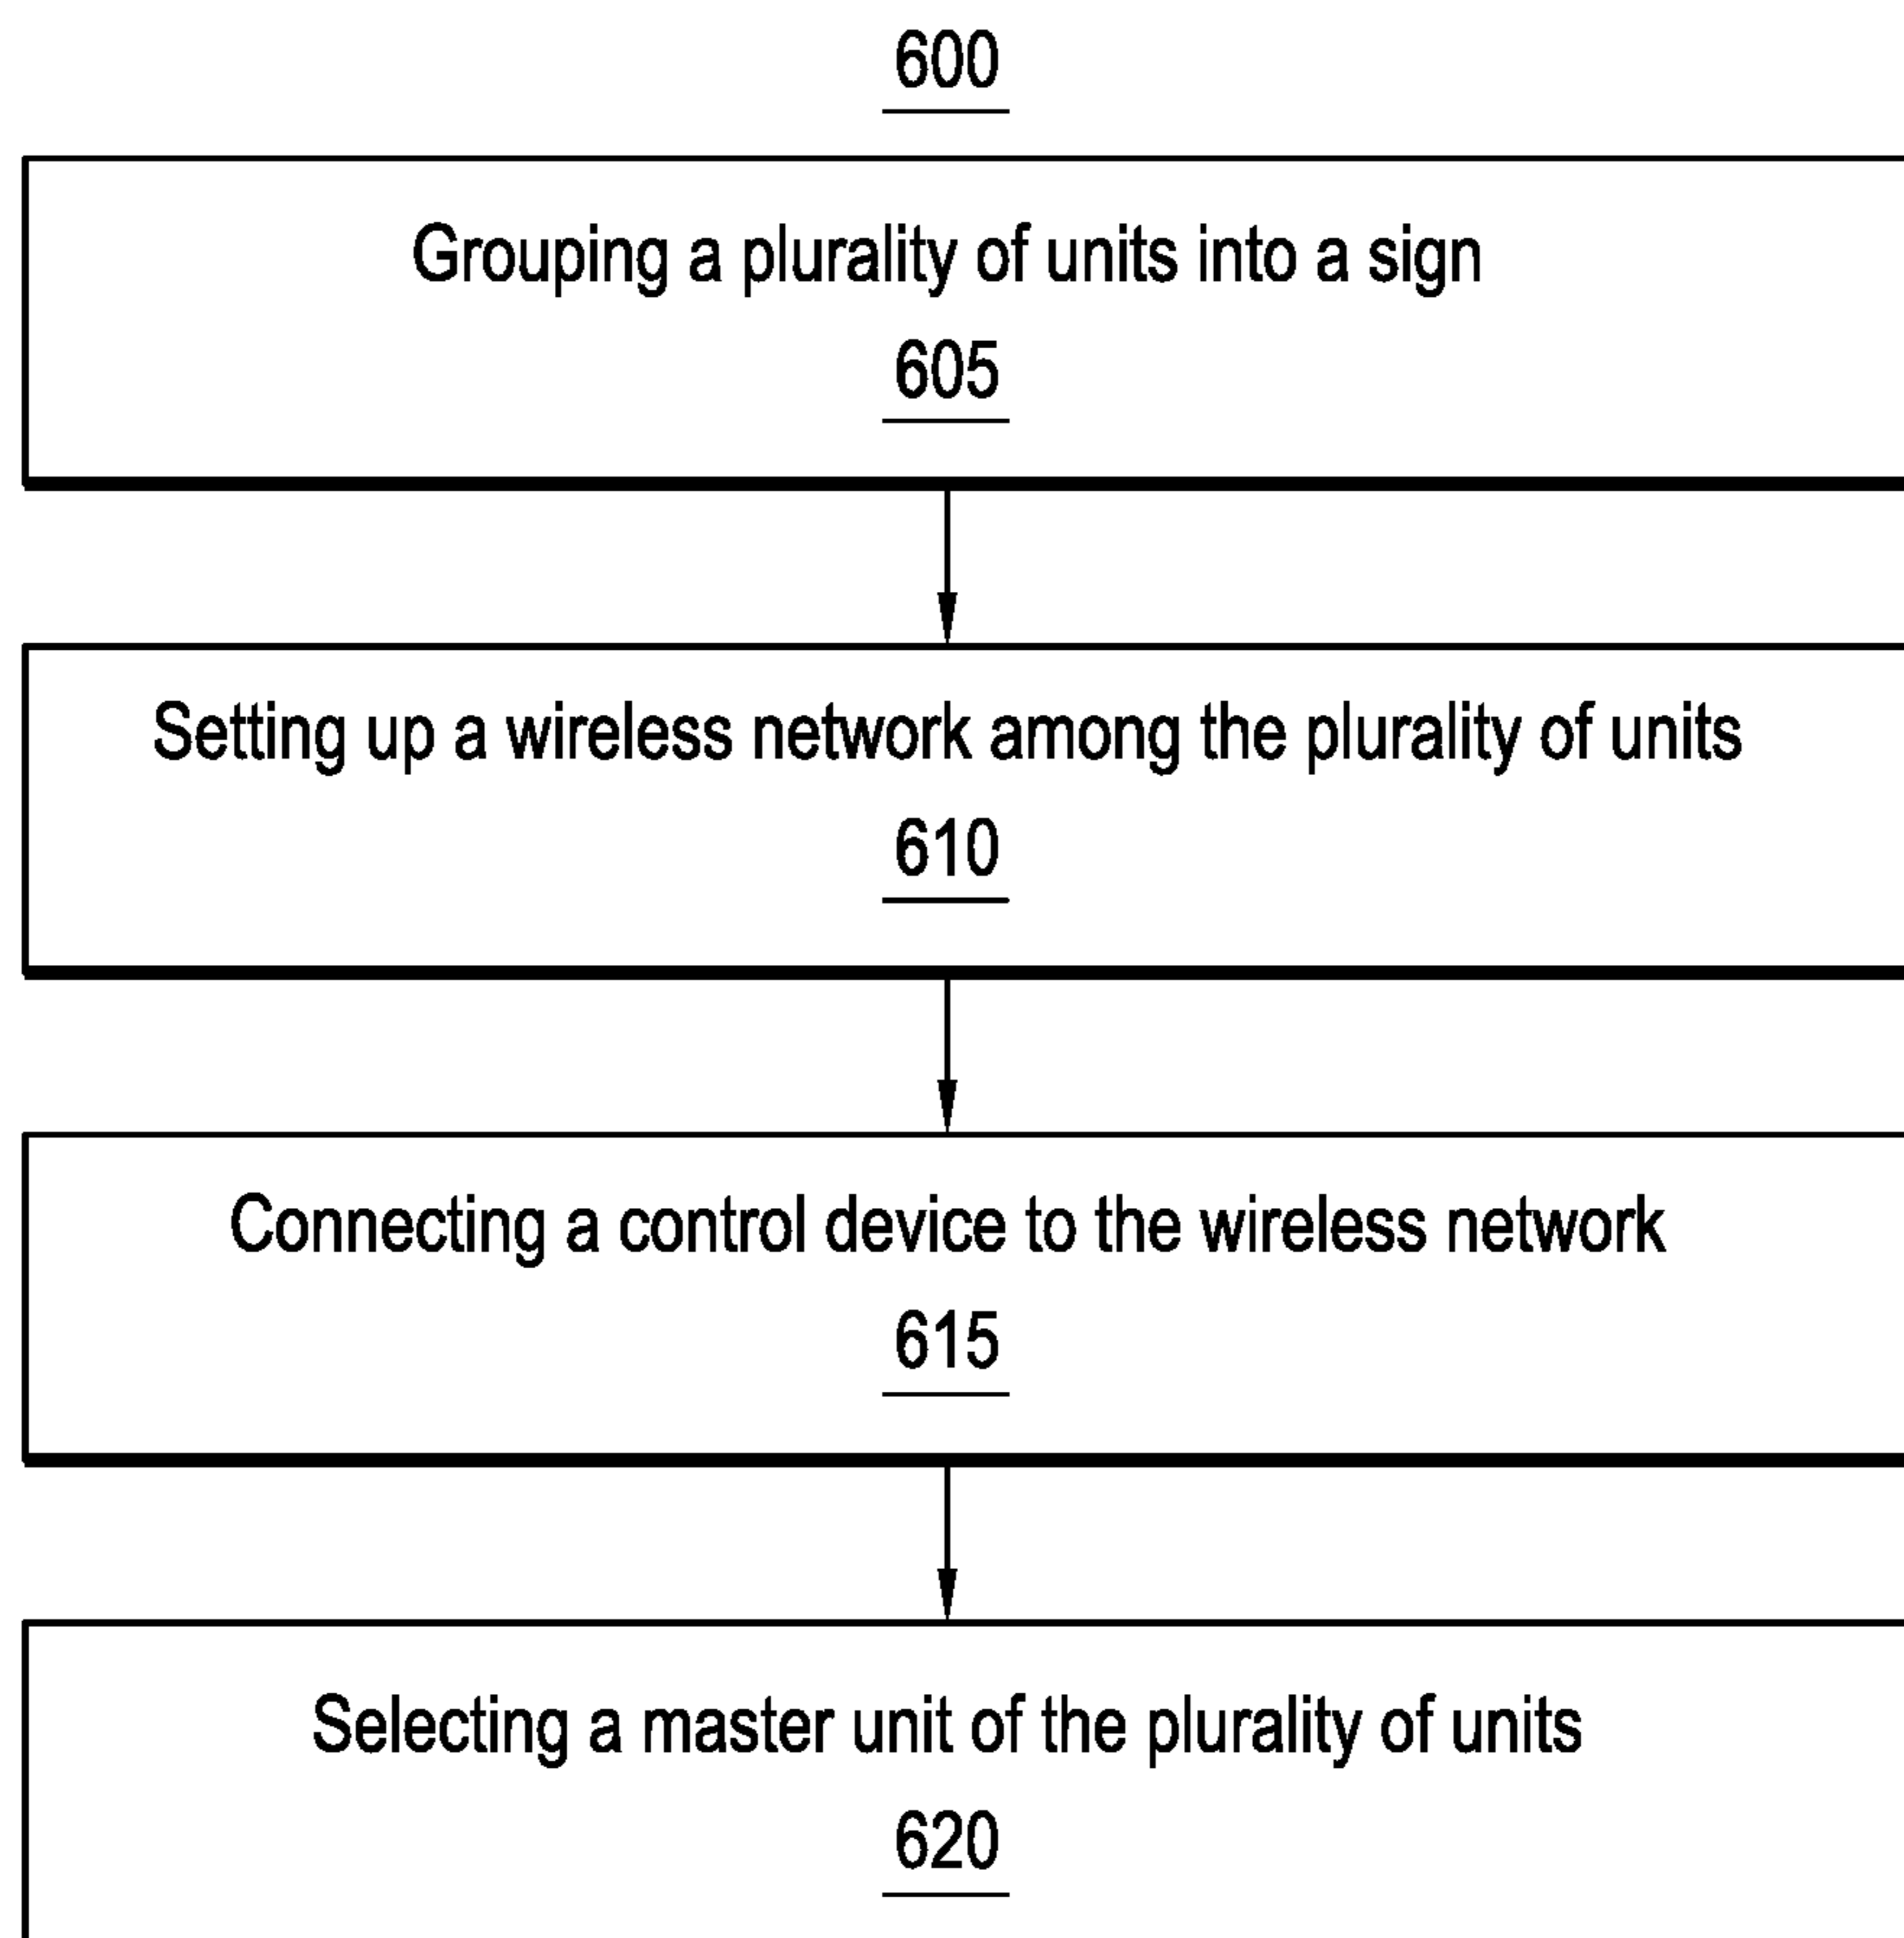 600
Grouping a plurality of units into a sign
605
Setting up a wireless network among the plurality of units
610
Connecting a control device to the wireless network
615
Selecting a master unit of the plurality of units
620